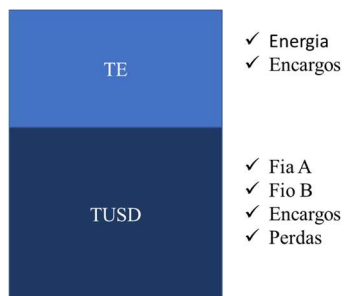 TE
✓ Energia
✓ Encargos
TUSD
✓ Fia A
✓ Fio B
✓ Encargos
✓ Perdas